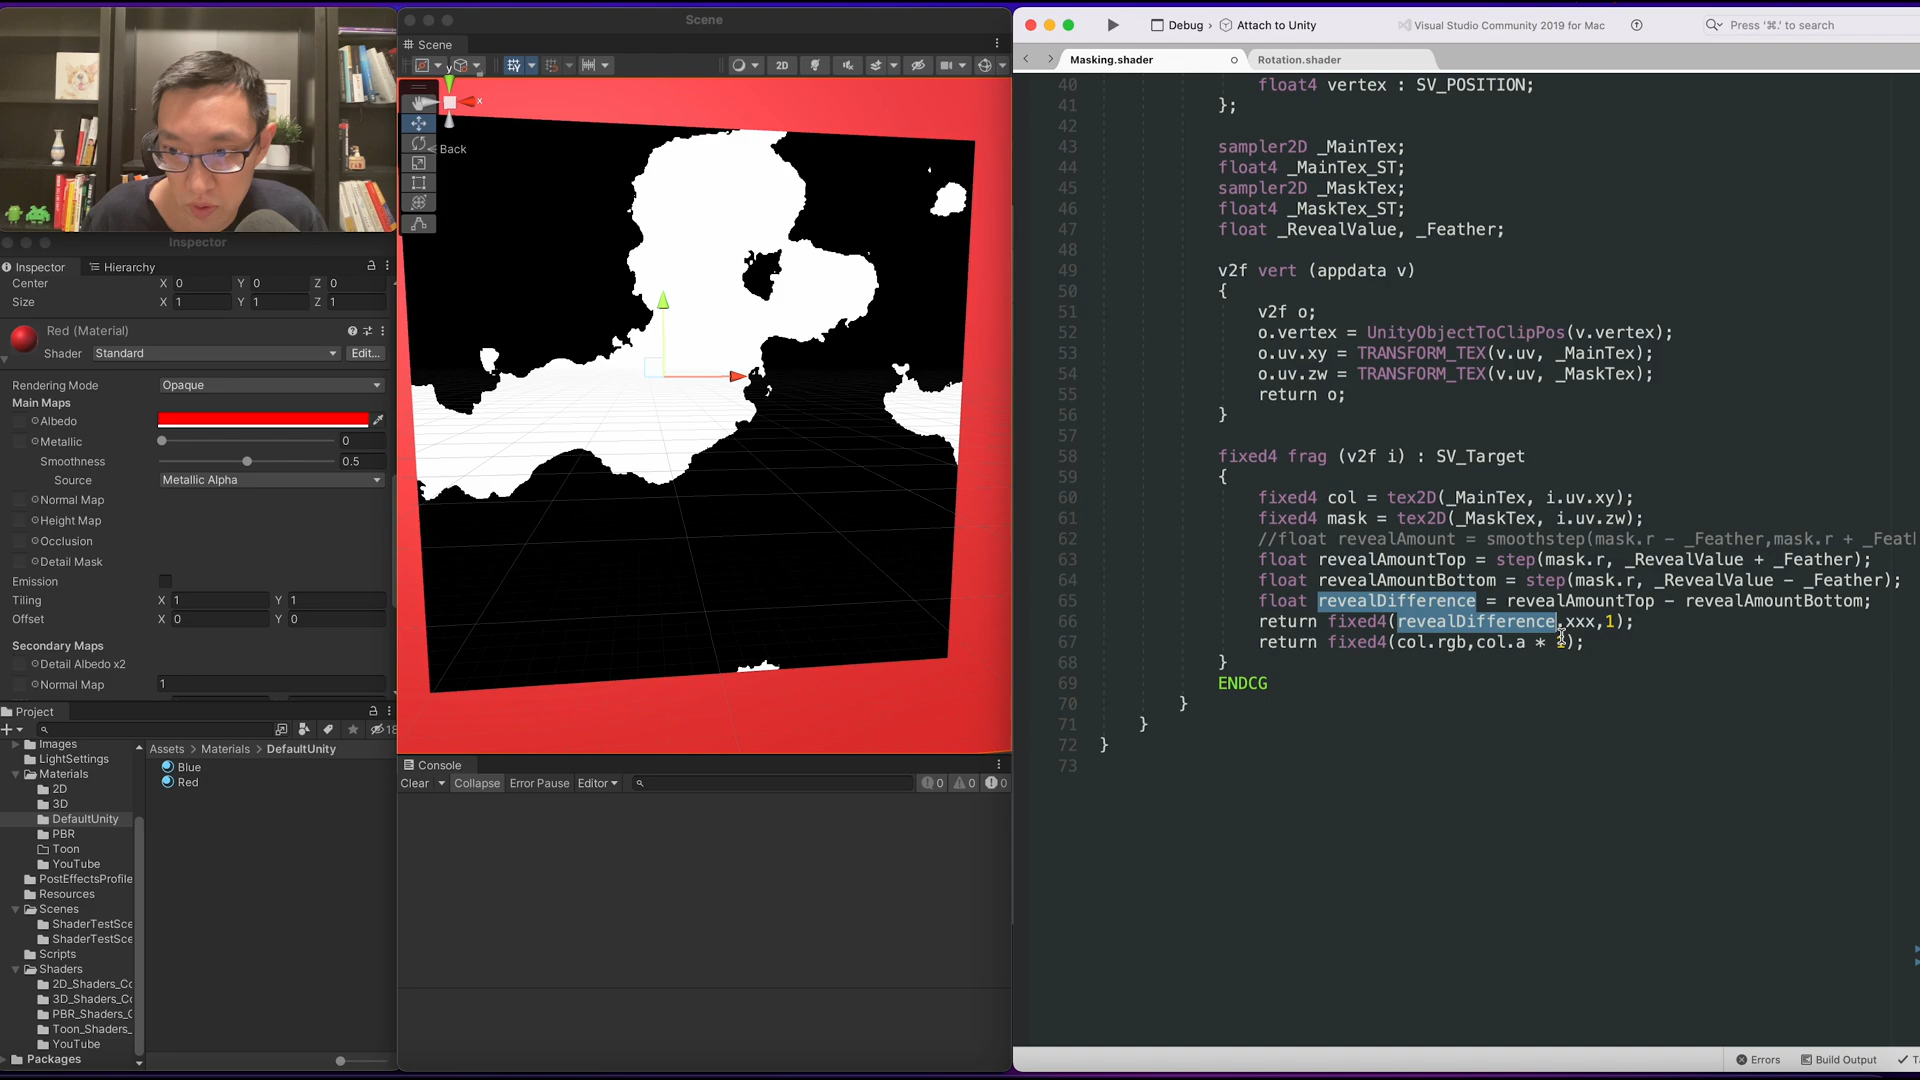 Scene
Scene
2D
y
x
Back
Inspector
Inspector
Hierarchy
Center X 0 Y 0 Z 0
Size X 1 Y 1 Z 1
Red (Material)
Shader Standard Edit...
Rendering Mode Opaque
Main Maps
Albedo
Metallic 0
Smoothness 0.5
Source Metallic Alpha
Normal Map
Height Map
Occlusion
Detail Mask
Emission
Tiling X 1 Y 1
Offset X 0 Y 0
Secondary Maps
Detail Albedo x2
Normal Map 1
Project
18
Images
LightSettings
Materials
2D
3D
DefaultUnity
PBR
Toon
YouTube
PostEffectsProfile
Resources
Scenes
ShaderTestSce
ShaderTestSce
Scripts
Shaders
2D_Shaders_Co
3D_Shaders_Co
PBR_Shaders_C
Toon_Shaders_
YouTube
Packages
Assets > Materials > DefaultUnity
Blue
Red
Console
Clear Collapse Error Pause Editor 0 0 0
Debug > Attach to Unity
Visual Studio Community 2019 for Mac
Press '⌘.' to search
Masking.shader
Rotation.shader
40 float4 vertex : SV_POSITION;
41 };
42
43 sampler2D _MainTex;
44 float4 _MainTex_ST;
45 sampler2D _MaskTex;
46 float4 _MaskTex_ST;
47 float _RevealValue, _Feather;
48
49 v2f vert (appdata v)
50 {
51 v2f o;
52 o.vertex = UnityObjectToClipPos(v.vertex);
53 o.uv.xy = TRANSFORM_TEX(v.uv, _MainTex);
54 o.uv.zw = TRANSFORM_TEX(v.uv, _MaskTex);
55 return o;
56 }
57
58 fixed4 frag (v2f i) : SV_Target
59 {
60 fixed4 col = tex2D(_MainTex, i.uv.xy);
61 fixed4 mask = tex2D(_MaskTex, i.uv.zw);
62 //float revealAmount = smoothstep(mask.r - _Feather,mask.r + _Feat
63 float revealAmountTop = step(mask.r, _RevealValue + _Feather);
64 float revealAmountBottom = step(mask.r, _RevealValue - _Feather);
65 float revealDifference = revealAmountTop - revealAmountBottom;
66 return fixed4(revealDifference,xxx,1);
67 return fixed4(col.rgb,col.a * );
68 }
69 ENDCG
70 }
71 }
72 }
73
Errors Build Output